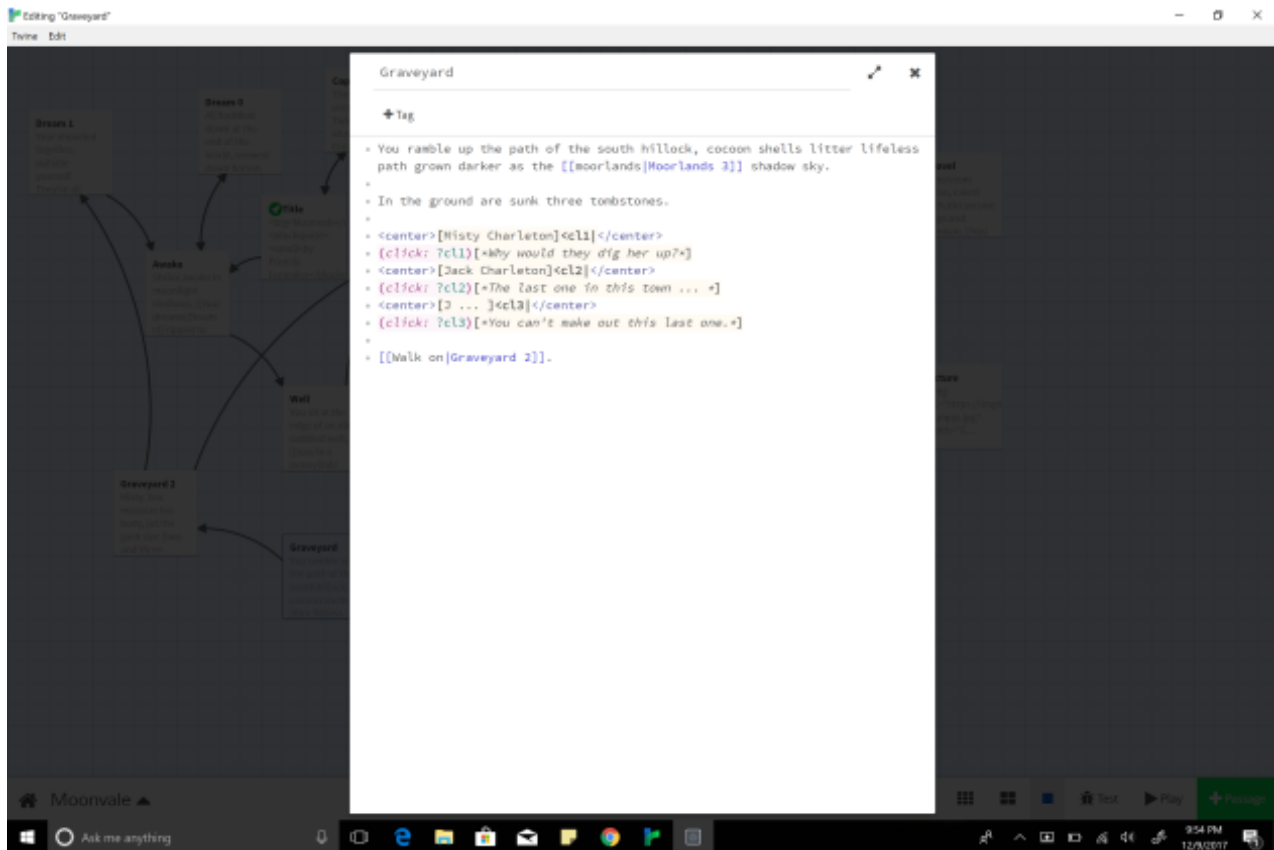 Editing "Graveyard"
Twine Edit
Graveyard
+Tag
You ramble up the path of the south hillock, cocoon shells litter lifeless
path grown darker as the [[moorlands|Moorlands 3]] shadow sky.
In the ground are sunk three tombstones.
<center>[Misty Charleton]<cl1|</center>
(click: ?cl1)[*Why would they dig her up?*]
<center>[Jack Charleton]<cl2|</center>
(click: ?cl2)[*The last one in this town ... *]
<center>[J ... ]<cl3|</center>
(click: ?cl3)[*You can't make out this last one.*]
[[Walk on|Graveyard 2]].
Dream 0
Dream 1
Title
Awake
Well
Graveyard 2
Graveyard
Moonvale
Test
Play
+Passage
Ask me anything
9:54 PM
12/9/2017